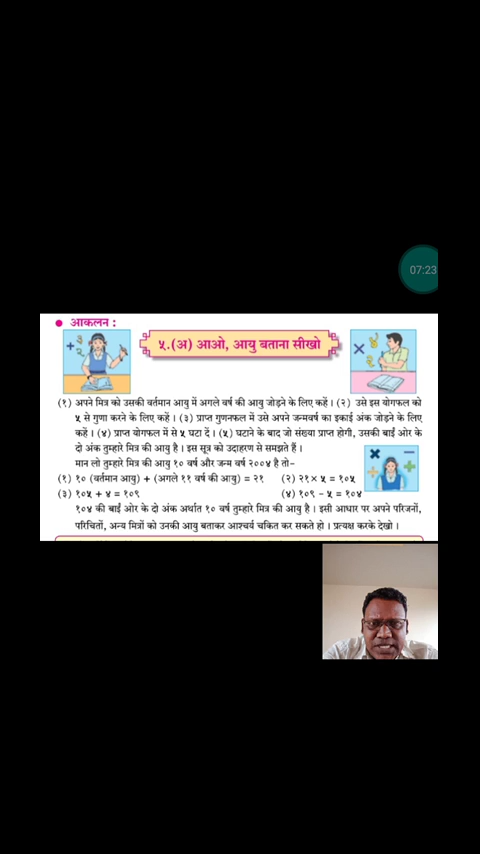 07:23
● आकलन :
५.(अ) आओ, आयु बताना सीखो
(१) अपने मित्र को उसकी वर्तमान आयु में अगले वर्ष की आयु जोड़ने के लिए कहें । (२) उसे इस योगफल को
५ से गुणा करने के लिए कहें । (३) प्राप्त गुणनफल में उसे अपने जन्मवर्ष का इकाई अंक जोड़ने के लिए
कहें । (४) प्राप्त योगफल में से ५ घटा दें । (५) घटाने के बाद जो संख्या प्राप्त होगी, उसकी बाईं ओर के
दो अंक तुम्हारे मित्र की आयु है । इस सूत्र को उदाहरण से समझते हैं ।
मान लो तुम्हारे मित्र की आयु १० वर्ष और जन्म वर्ष २००४ है तो-
(१) १० (वर्तमान आयु) + (अगले ११ वर्ष की आयु) = २१ (२) २१× ५ = १०५
(३) १०५ + ४ = १०९ (४) १०९ - ५ = १०४
१०४ की बाईं ओर के दो अंक अर्थात १० वर्ष तुम्हारे मित्र की आयु है । इसी आधार पर अपने परिजनों,
परिचितों, अन्य मित्रों को उनकी आयु बताकर आश्चर्य चकित कर सकते हो । प्रत्यक्ष करके देखो ।